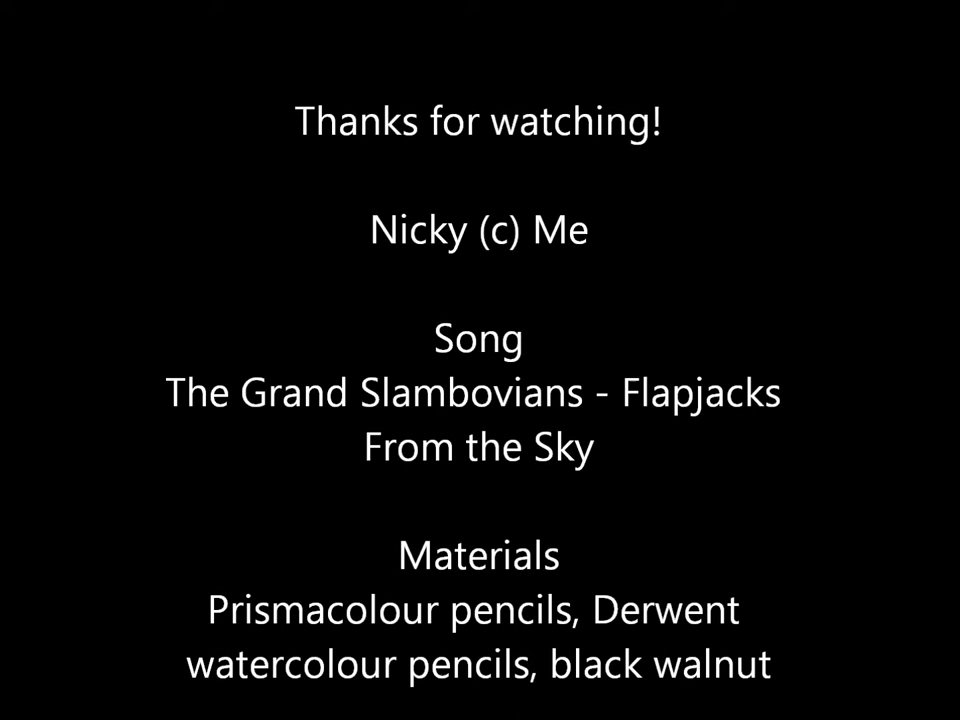 Thanks for watching!
Nicky (c) Me
Song
The Grand Slambovians - Flapjacks
From the Sky
Materials
Prismacolour pencils, Derwent
watercolour pencils, black walnut